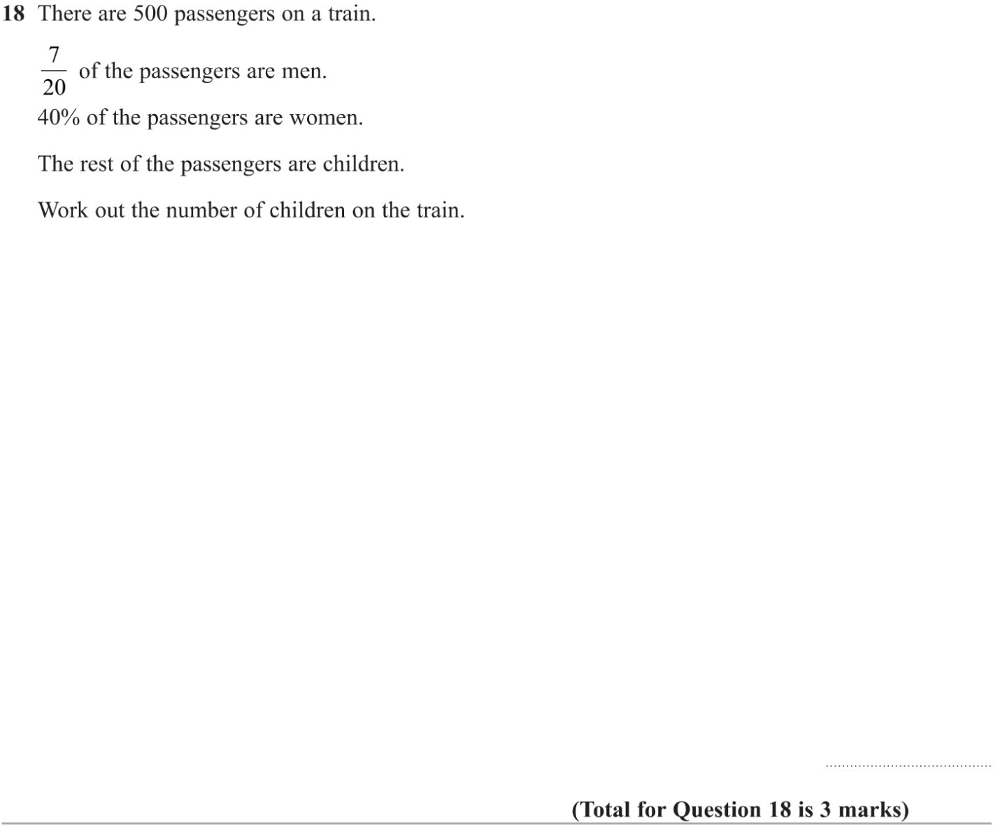 18 There are 500 passengers on a train.
7/20 of the passengers are men.
40% of the passengers are women.
The rest of the passengers are children.
Work out the number of children on the train.
(Total for Question 18 is 3 marks)